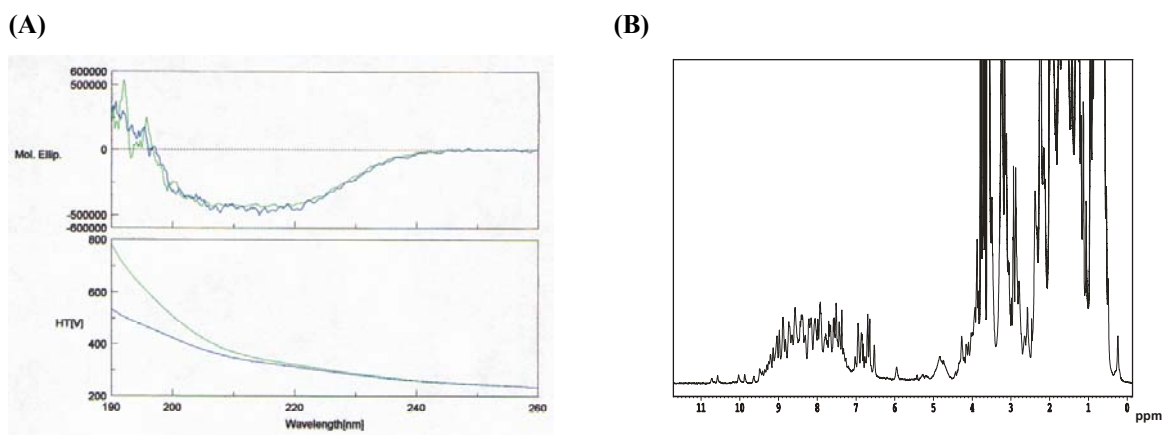 (A)
(B)
600000
500000
Mol. Ellip.
0
-500000
-600000
800
600
HT[V]
400
200
190 200 220 240 260
Wavelength[nm]
11 10 9 8 7 6 5 4 3 2 1 0 ppm